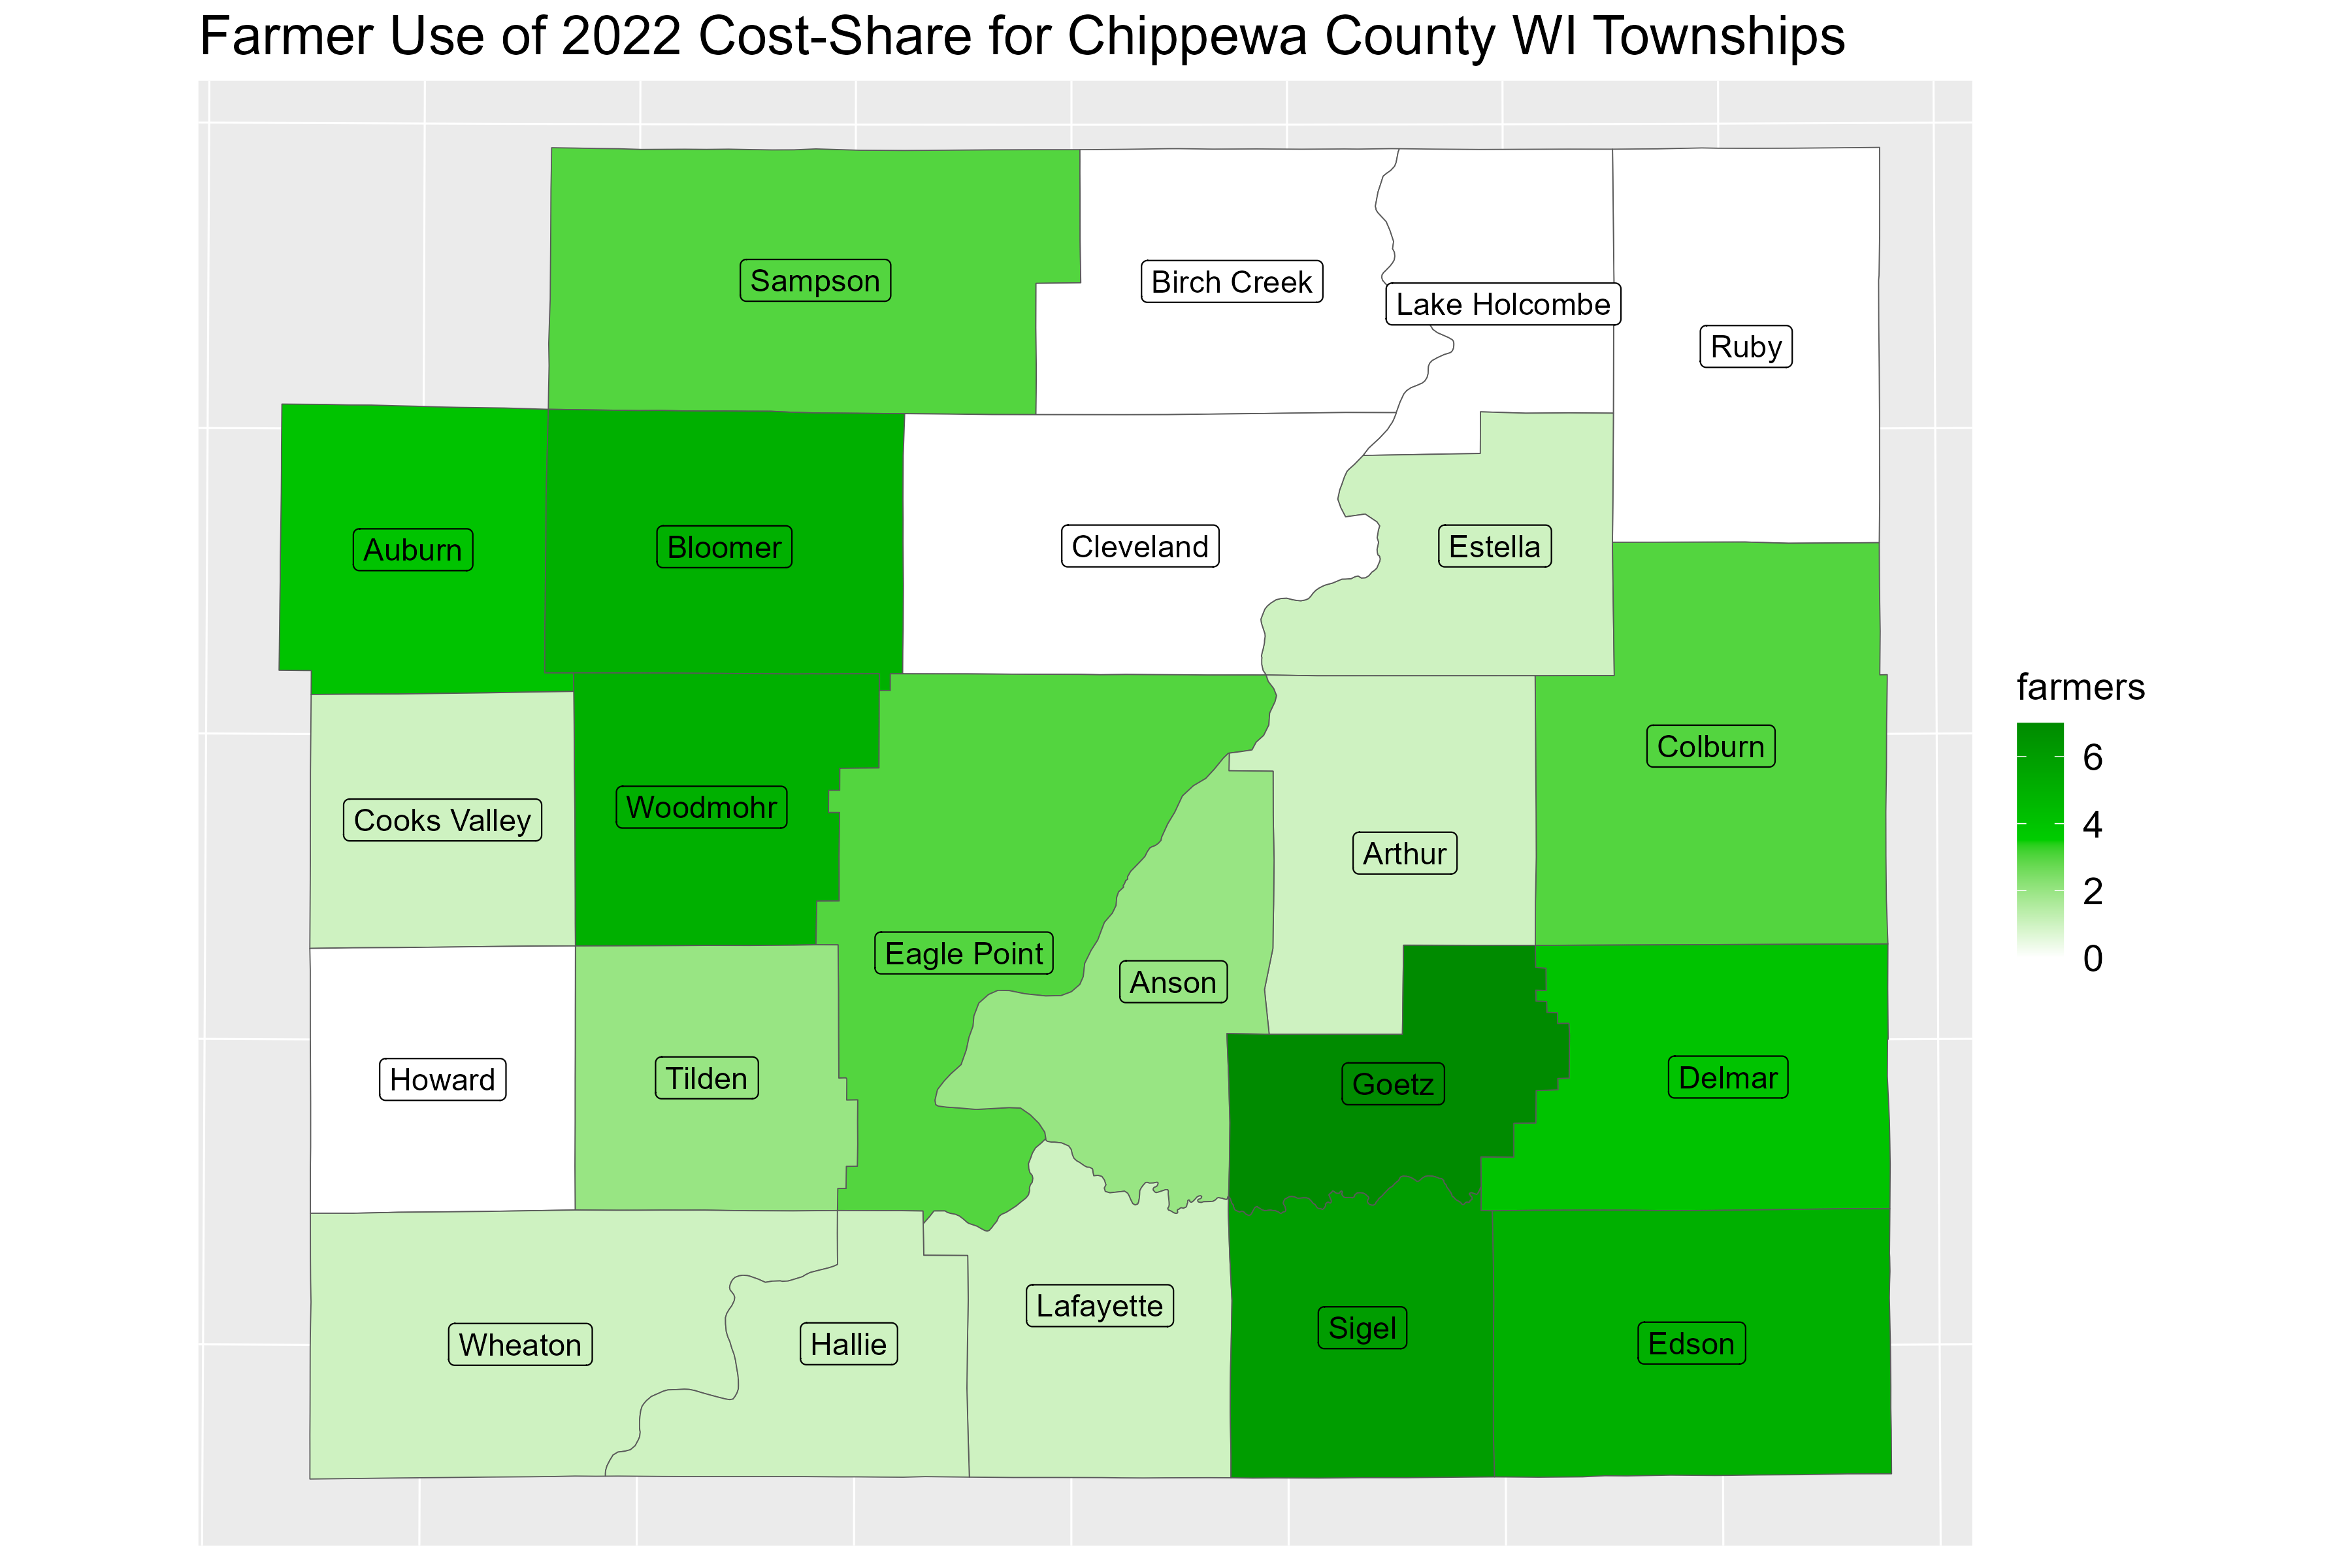 Farmer Use of 2022 Cost-Share for Chippewa County WI Townships
Sampson
Birch Creek
Lake Holcombe
Ruby
Auburn
Bloomer
Cleveland
Estella
Colburn
Cooks Valley
Woodmohr
Arthur
Eagle Point
Anson
Howard
Tilden
Goetz
Delmar
Wheaton
Hallie
Lafayette
Sigel
Edson
farmers
6
4
2
0